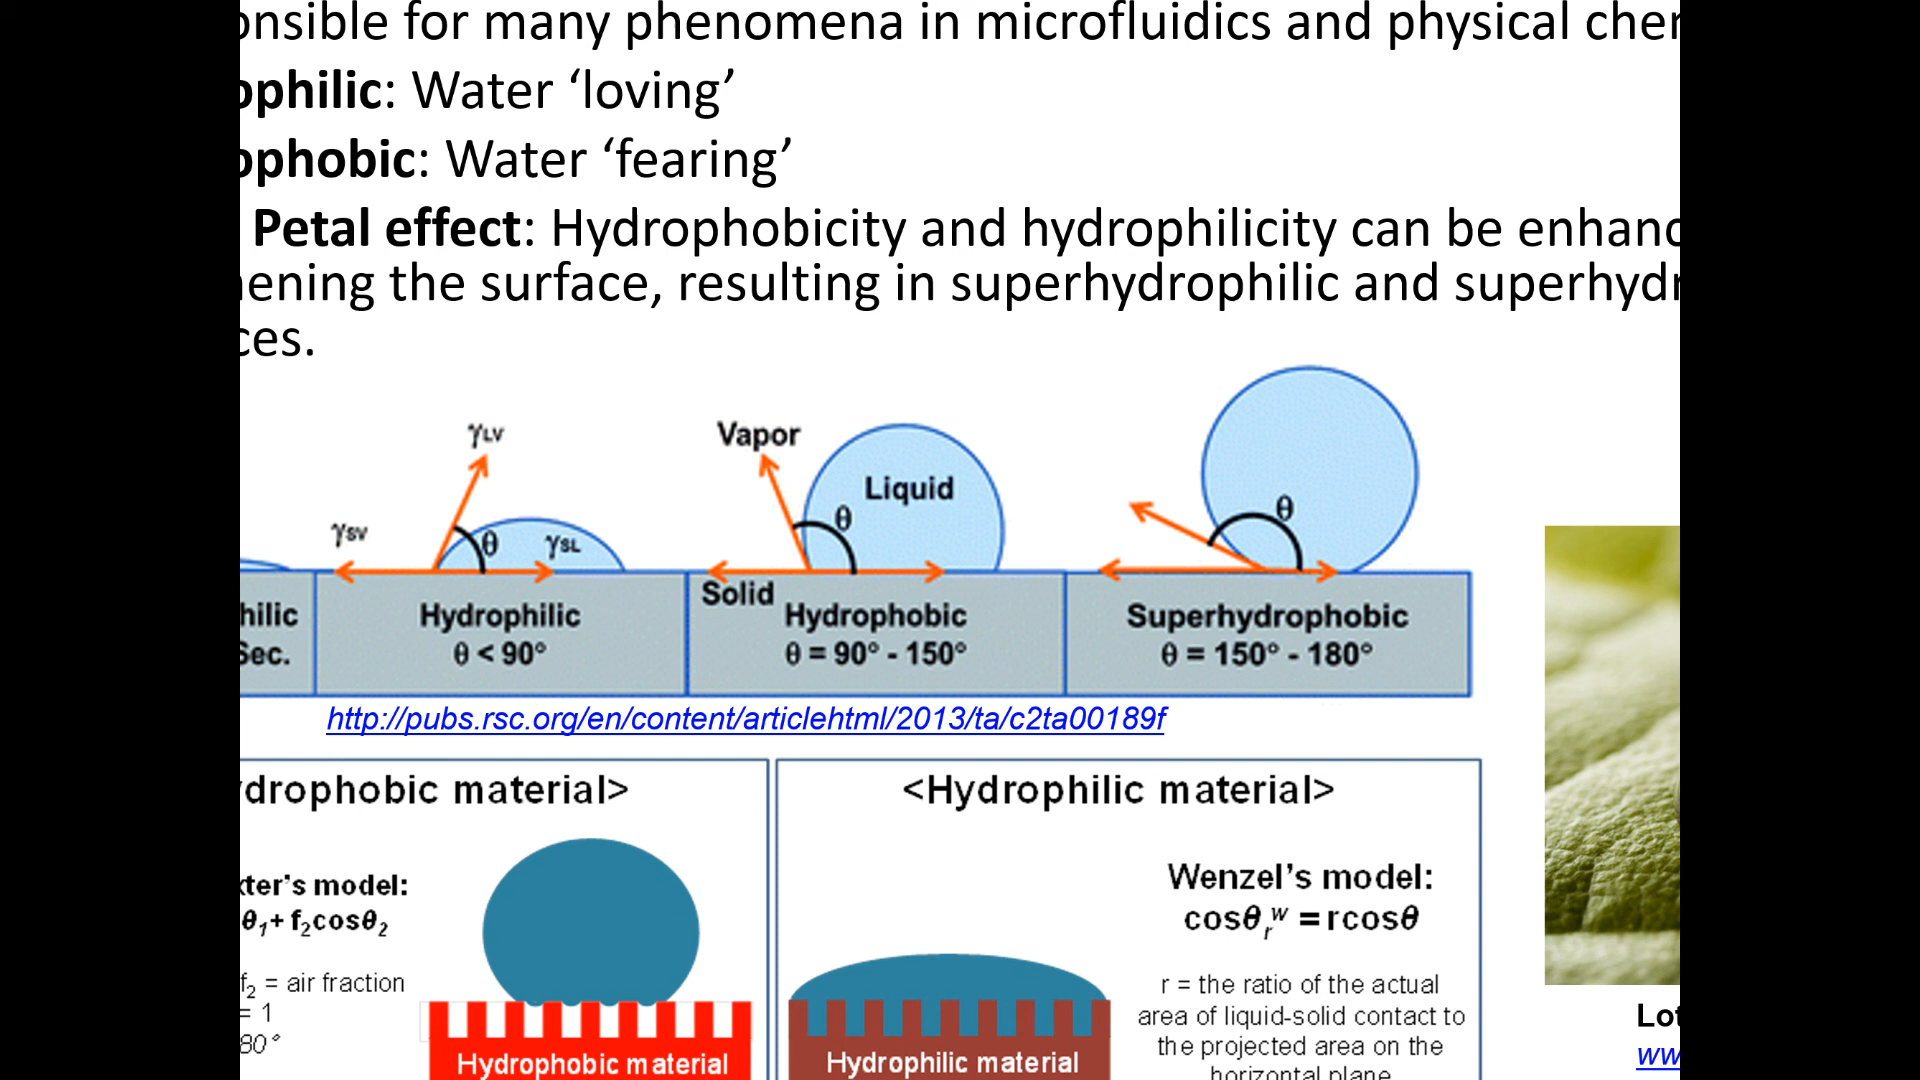 onsible for many phenomena in microfluidics and physical cher
ophilic: Water ‘loving’
ophobic: Water ‘fearing’
Petal effect: Hydrophobicity and hydrophilicity can be enhanc
ening the surface, resulting in superhydrophilic and superhydr
ces.
γLV
γSV
θ
γSL
Vapor
Liquid
θ
θ
Solid
hilic
Sec.
Hydrophilic
θ < 90°
Hydrophobic
θ = 90° - 150°
Superhydrophobic
θ = 150° - 180°
http://pubs.rsc.org/en/content/articlehtml/2013/ta/c2ta00189f
drophobic material>
<Hydrophilic material>
xter's model:
θ₁+ f₂cosθ₂
f₂ = air fraction
= 1
80°
Hydrophobic material
Wenzel's model:
cosθᵣʷ = rcosθ
r = the ratio of the actual
area of liquid-solid contact to
the projected area on the
horizontal plane
Hydrophilic material
Lot
ww